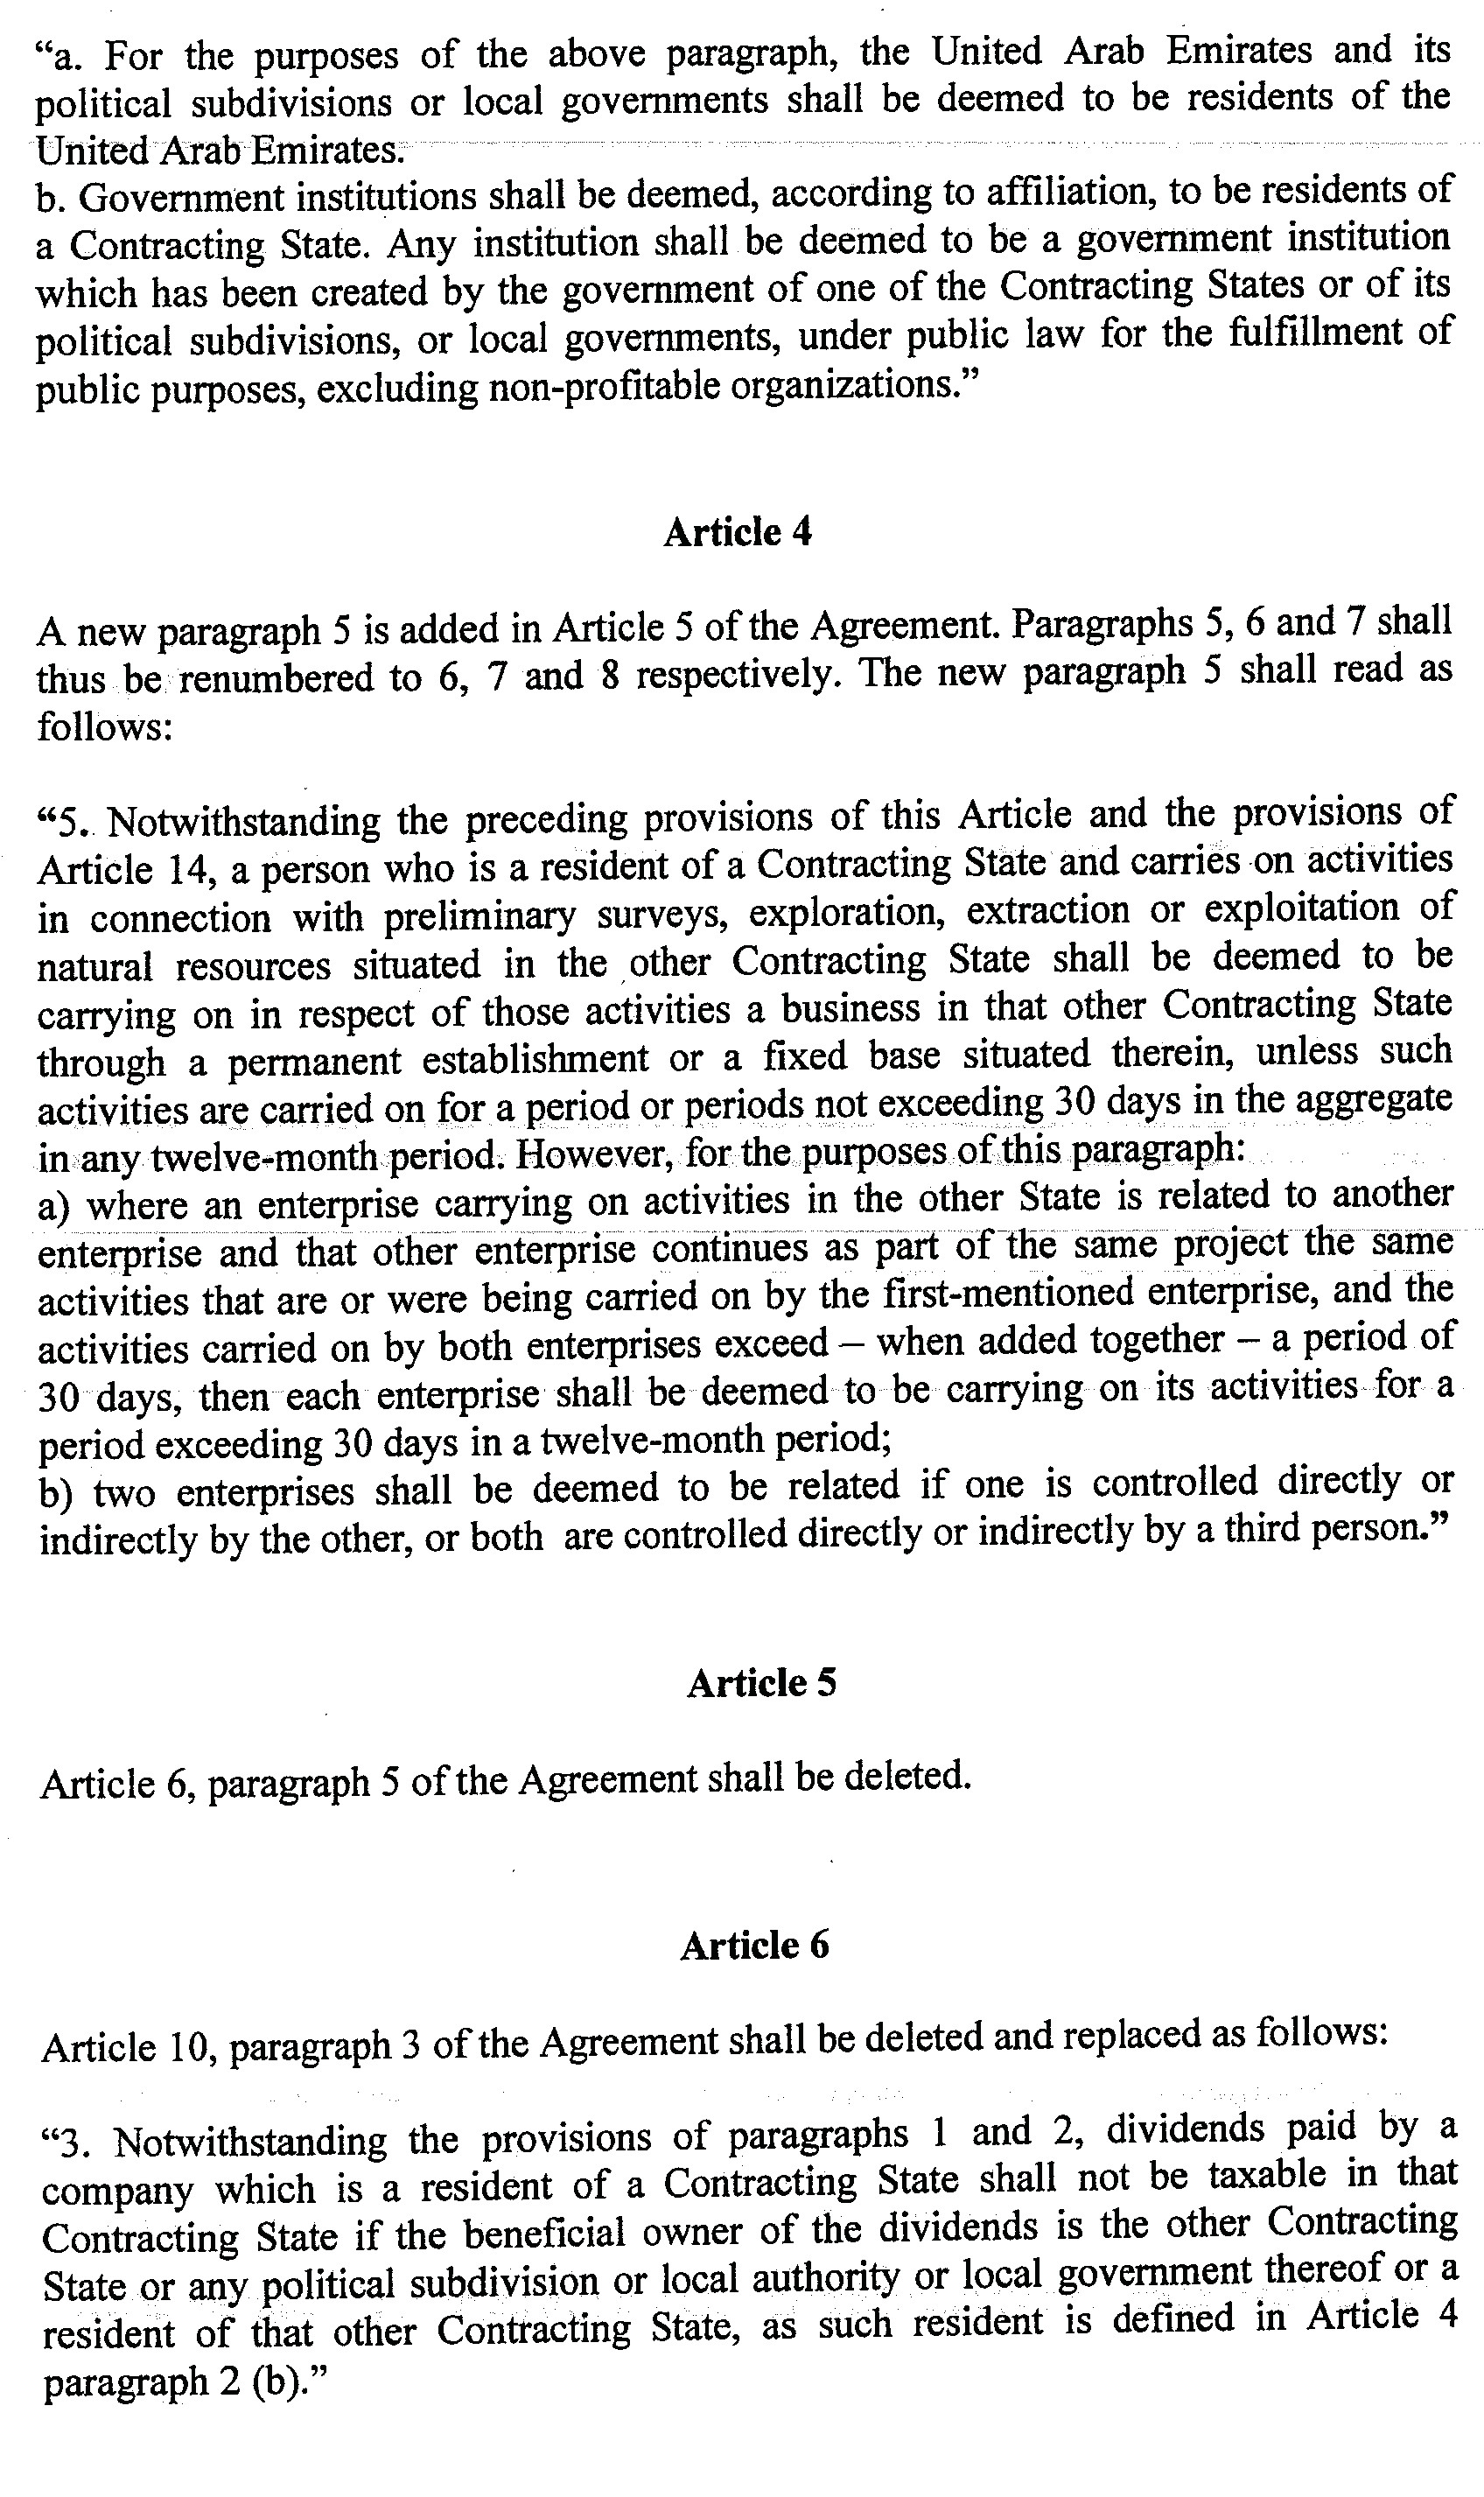 “a. For the purposes of the above paragraph, the United Arab Emirates and its
political subdivisions or local governments shall be deemed to be residents of the
United Arab Emirates.
b. Government institutions shall be deemed, according to affiliation, to be residents of
a Contracting State. Any institution shall be deemed to be a government institution
which has been created by the government of one of the Contracting States or of its
political subdivisions, or local governments, under public law for the fulfillment of
public purposes, excluding non-profitable organizations.”
Article 4
A new paragraph 5 is added in Article 5 of the Agreement. Paragraphs 5, 6 and 7 shall
thus be renumbered to 6, 7 and 8 respectively. The new paragraph 5 shall read as
follows:
“5. Notwithstanding the preceding provisions of this Article and the provisions of
Article 14, a person who is a resident of a Contracting State and carries on activities
in connection with preliminary surveys, exploration, extraction or exploitation of
natural resources situated in the other Contracting State shall be deemed to be
carrying on in respect of those activities a business in that other Contracting State
through a permanent establishment or a fixed base situated therein, unless such
activities are carried on for a period or periods not exceeding 30 days in the aggregate
in any twelve-month period. However, for the purposes of this paragraph:
a) where an enterprise carrying on activities in the other State is related to another
enterprise and that other enterprise continues as part of the same project the same
activities that are or were being carried on by the first-mentioned enterprise, and the
activities carried on by both enterprises exceed – when added together – a period of
30 days, then each enterprise shall be deemed to be carrying on its activities for a
period exceeding 30 days in a twelve-month period;
b) two enterprises shall be deemed to be related if one is controlled directly or
indirectly by the other, or both are controlled directly or indirectly by a third person.”
Article 5
Article 6, paragraph 5 of the Agreement shall be deleted.
Article 6
Article 10, paragraph 3 of the Agreement shall be deleted and replaced as follows:
“3. Notwithstanding the provisions of paragraphs 1 and 2, dividends paid by a
company which is a resident of a Contracting State shall not be taxable in that
Contracting State if the beneficial owner of the dividends is the other Contracting
State or any political subdivision or local authority or local government thereof or a
resident of that other Contracting State, as such resident is defined in Article 4
paragraph 2 (b).”